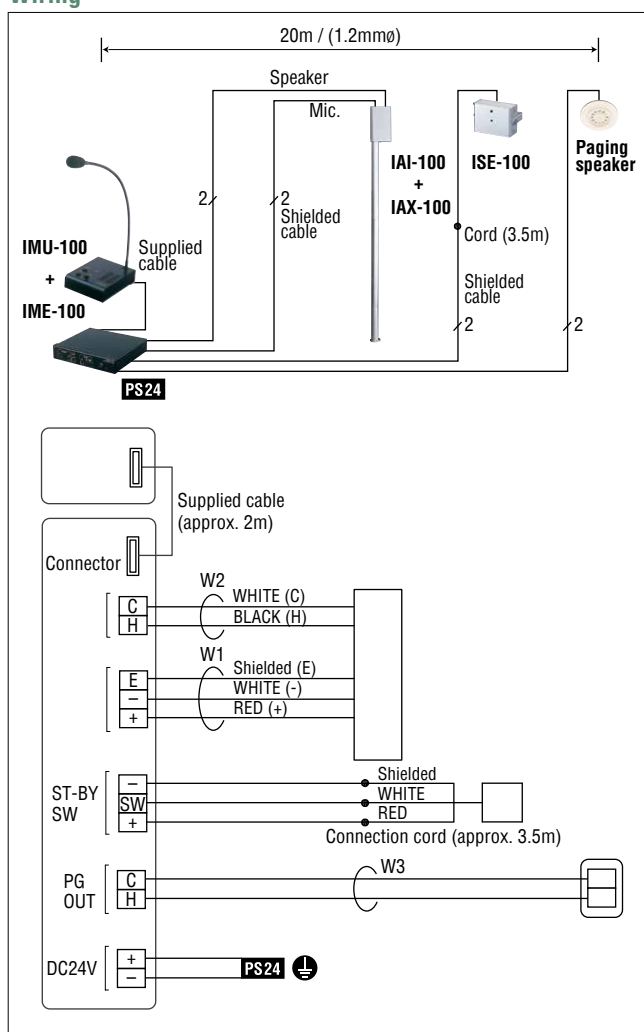 Wiring
20m / (1.2mmø)
Speaker
Mic.
IAI-100
+
IAX-100
ISE-100
Paging
speaker
2
2
Shielded
cable
Cord (3.5m)
IMU-100
+
IME-100
Supplied
cable
Shielded
cable
2
2
PS24
Supplied cable
(approx. 2m)
Connector
W2
C
WHITE (C)
H
BLACK (H)
W1
E
Shielded (E)
–
WHITE (-)
+
RED (+)
ST-BY
SW
–
Shielded
SW
WHITE
+
RED
Connection cord (approx. 3.5m)
W3
PG
OUT
C
H
DC24V
+
–
PS24